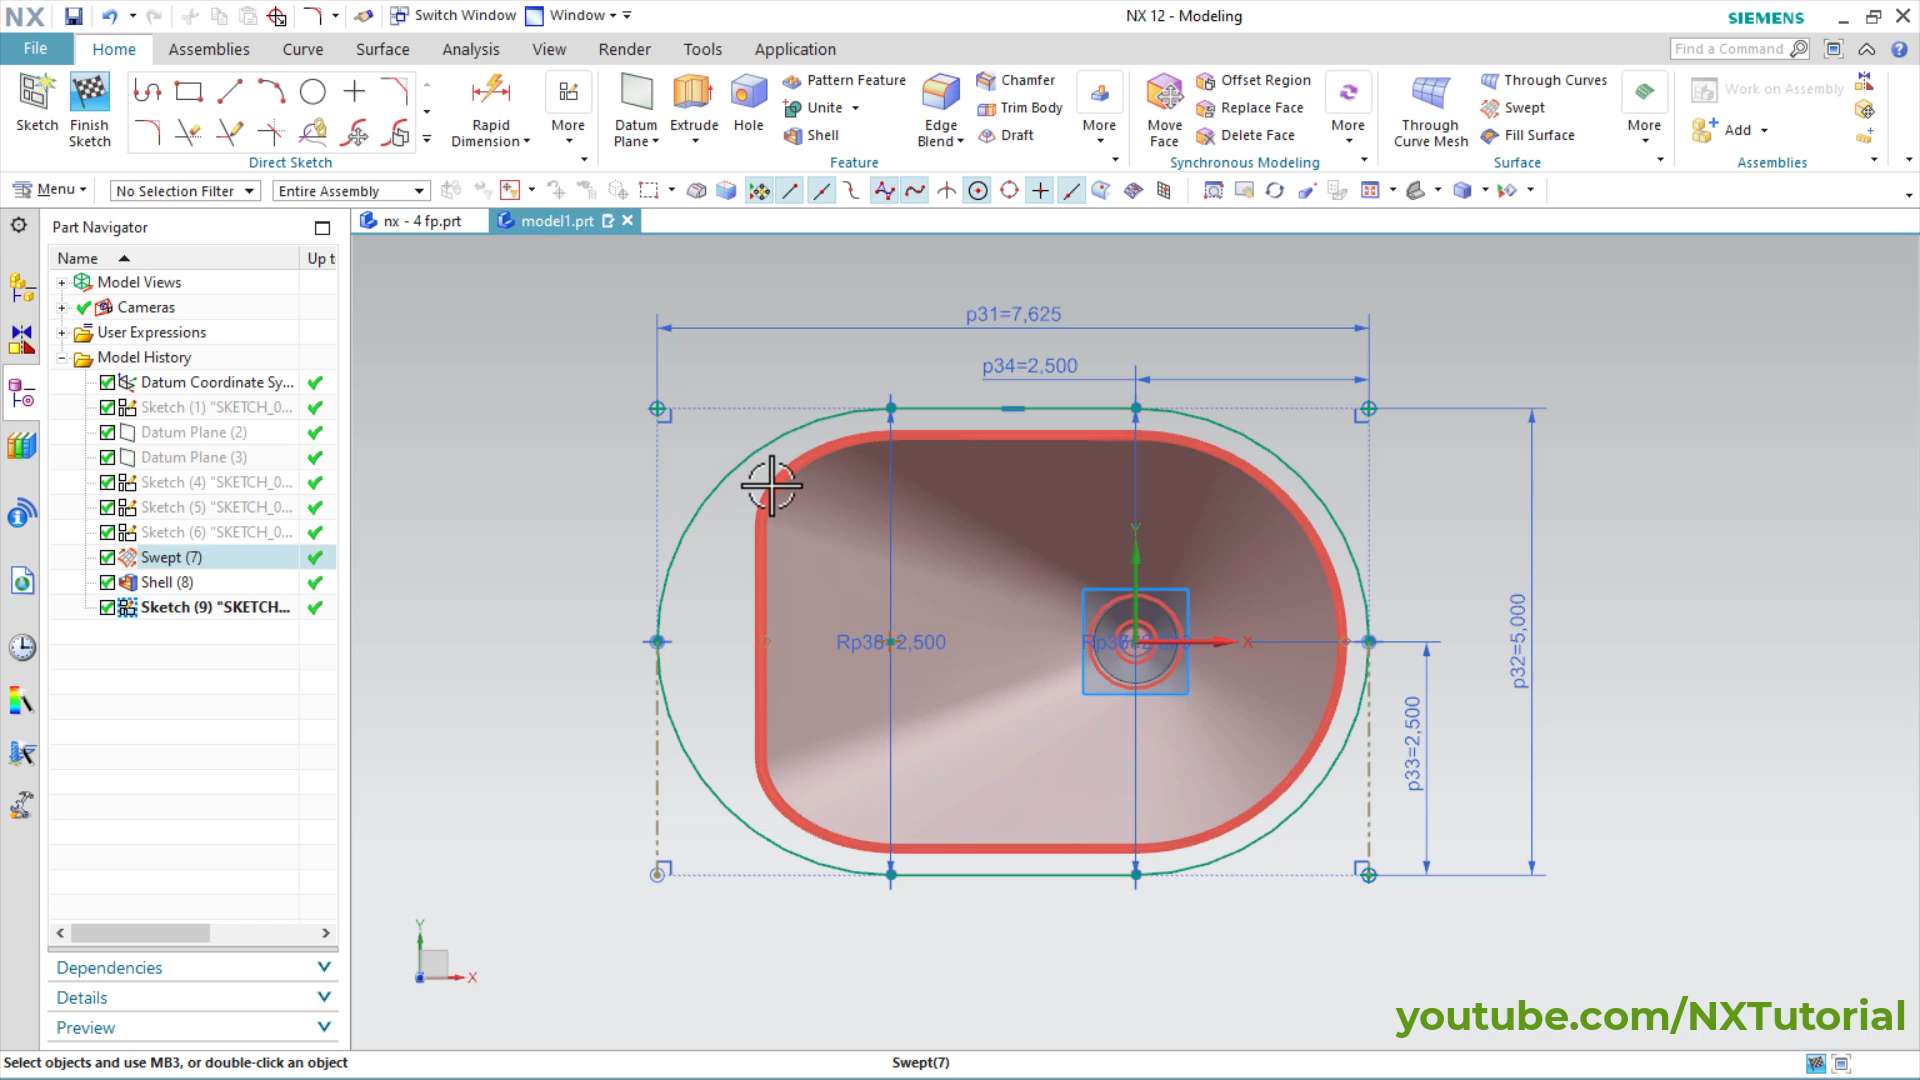 NX
Switch Window
Window
NX 12 - Modeling
SIEMENS
File
Home
Assemblies
Curve
Surface
Analysis
View
Render
Tools
Application
Find a Command
Sketch
Finish Sketch
Direct Sketch
Rapid Dimension
More
Datum Plane
Extrude
Hole
Pattern Feature
Unite
Shell
Edge Blend
Chamfer
Trim Body
Draft
More
Feature
Move Face
Offset Region
Replace Face
Delete Face
More
Synchronous Modeling
Through Curve Mesh
Through Curves
Swept
Fill Surface
More
Surface
Work on Assembly
Add
Assemblies
Menu
No Selection Filter
Entire Assembly
Part Navigator
nx - 4 fp.prt
model1.prt
Name
Up t
Model Views
Cameras
User Expressions
Model History
Datum Coordinate Sy...
Sketch (1) "SKETCH_0...
Datum Plane (2)
Datum Plane (3)
Sketch (4) "SKETCH_0...
Sketch (5) "SKETCH_0...
Sketch (6) "SKETCH_0...
Swept (7)
Shell (8)
Sketch (9) "SKETCH...
Dependencies
Details
Preview
p31=7,625
p34=2,500
p32=5,000
p33=2,500
Y
X
Y
X
youtube.com/NXTutorial
Select objects and use MB3, or double-click an object
Swept(7)